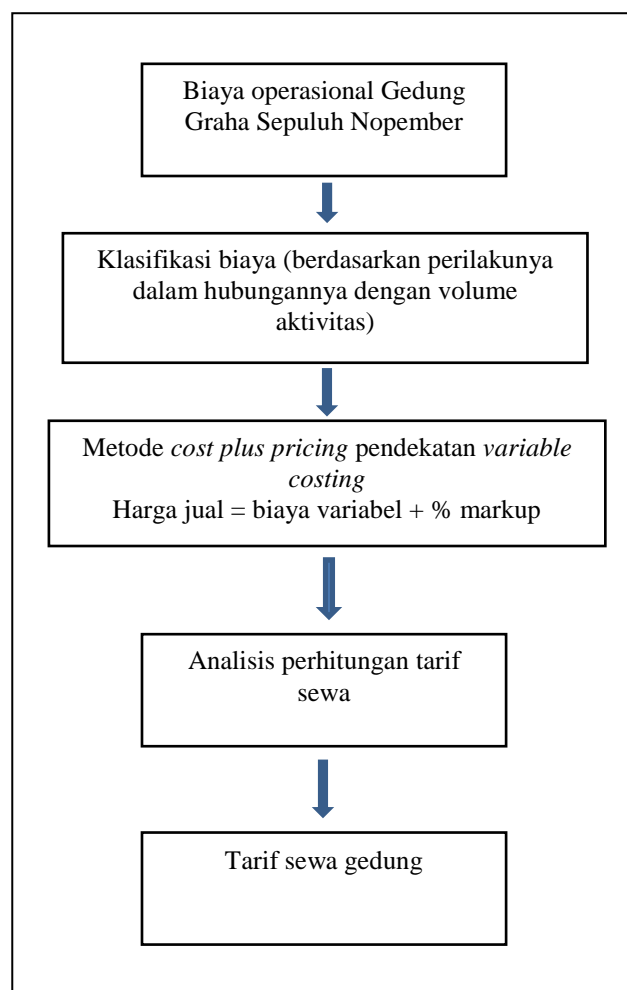 Biaya operasional Gedung
Graha Sepuluh Nopember
Klasifikasi biaya (berdasarkan perilakunya
dalam hubungannya dengan volume
aktivitas)
Metode cost plus pricing pendekatan variable
costing
Harga jual = biaya variabel + % markup
Analisis perhitungan tarif
sewa
Tarif sewa gedung